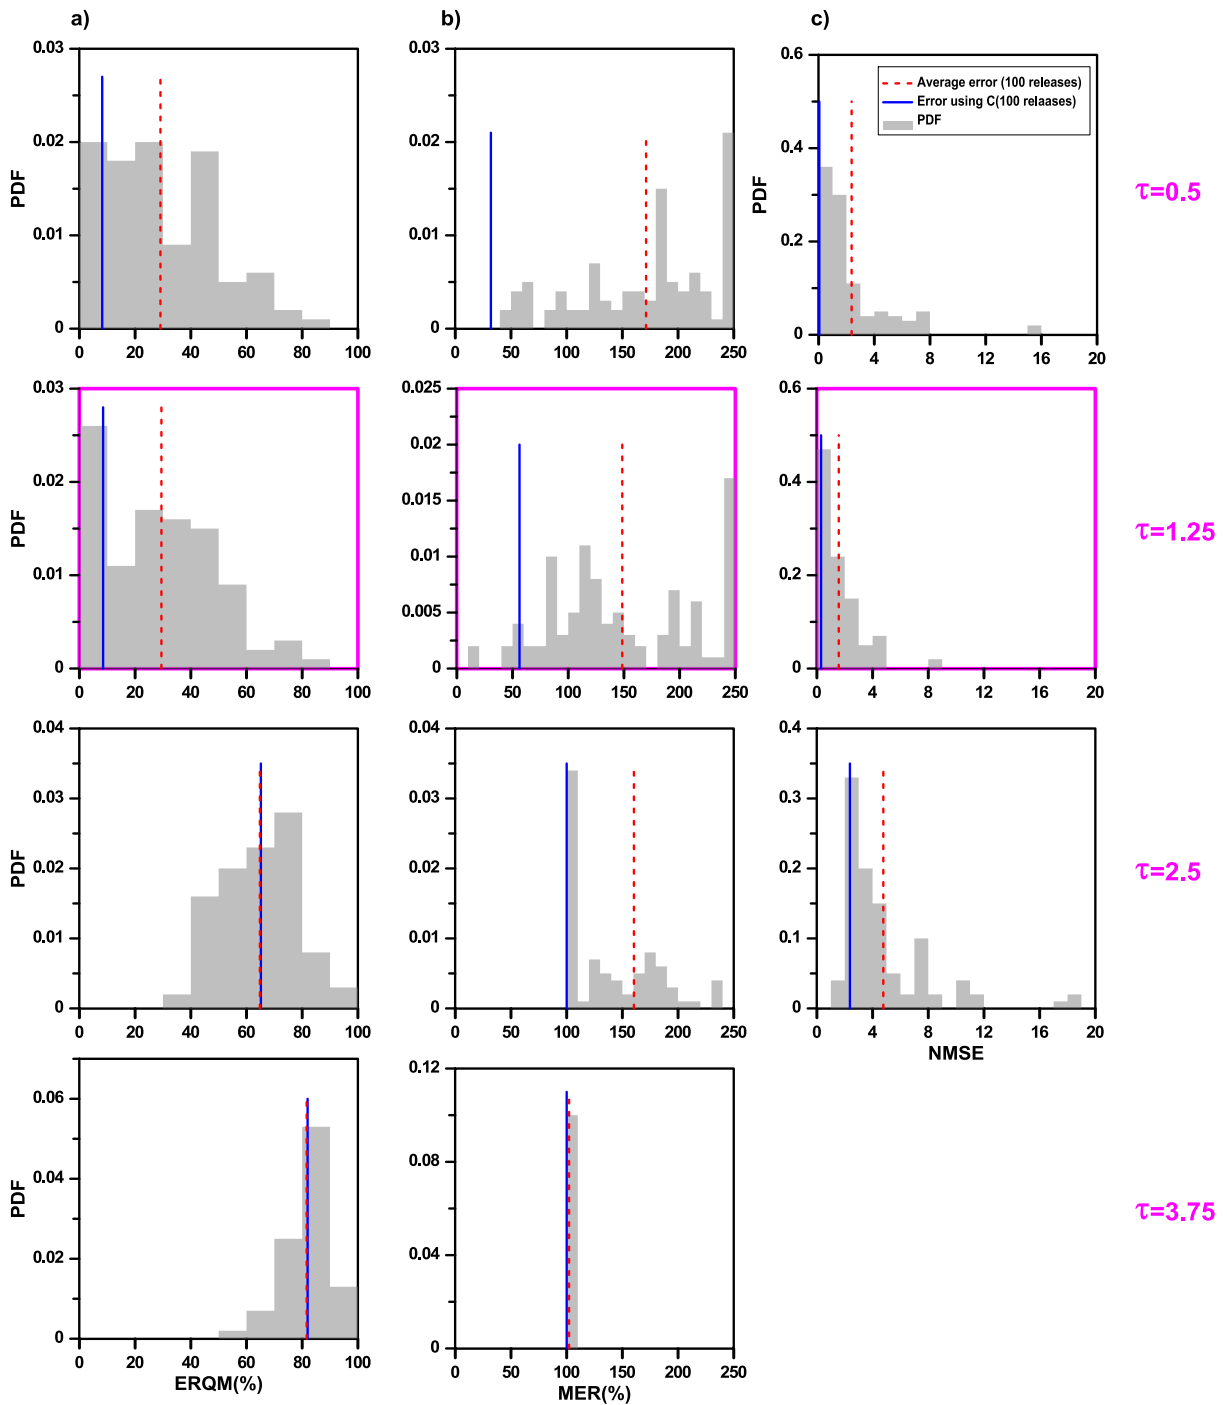 a)
b)
c)
0.03
0.02
0.01
0
PDF
0 20 40 60 80 100
0.03
0.02
0.01
0
0 50 100 150 200 250
0.6
0.4
0.2
0
PDF
0 4 8 12 16 20
Average error (100 releases)
Error using C(100 relaases)
PDF
τ=0.5
0.03
0.02
0.01
0
PDF
0 20 40 60 80 100
0.025
0.020
0.015
0.010
0.005
0
0 50 100 150 200 250
0.6
0.4
0.2
0
0 4 8 12 16 20
τ=1.25
0.04
0.03
0.02
0.01
0
PDF
0 20 40 60 80 100
0.04
0.03
0.02
0.01
0
0 50 100 150 200 250
0.4
0.3
0.2
0.1
0
0 4 8 12 16 20
NMSE
τ=2.5
0.06
0.04
0.02
0
PDF
0 20 40 60 80 100
ERQM(%)
0.12
0.08
0.04
0
0 50 100 150 200 250
MER(%)
τ=3.75